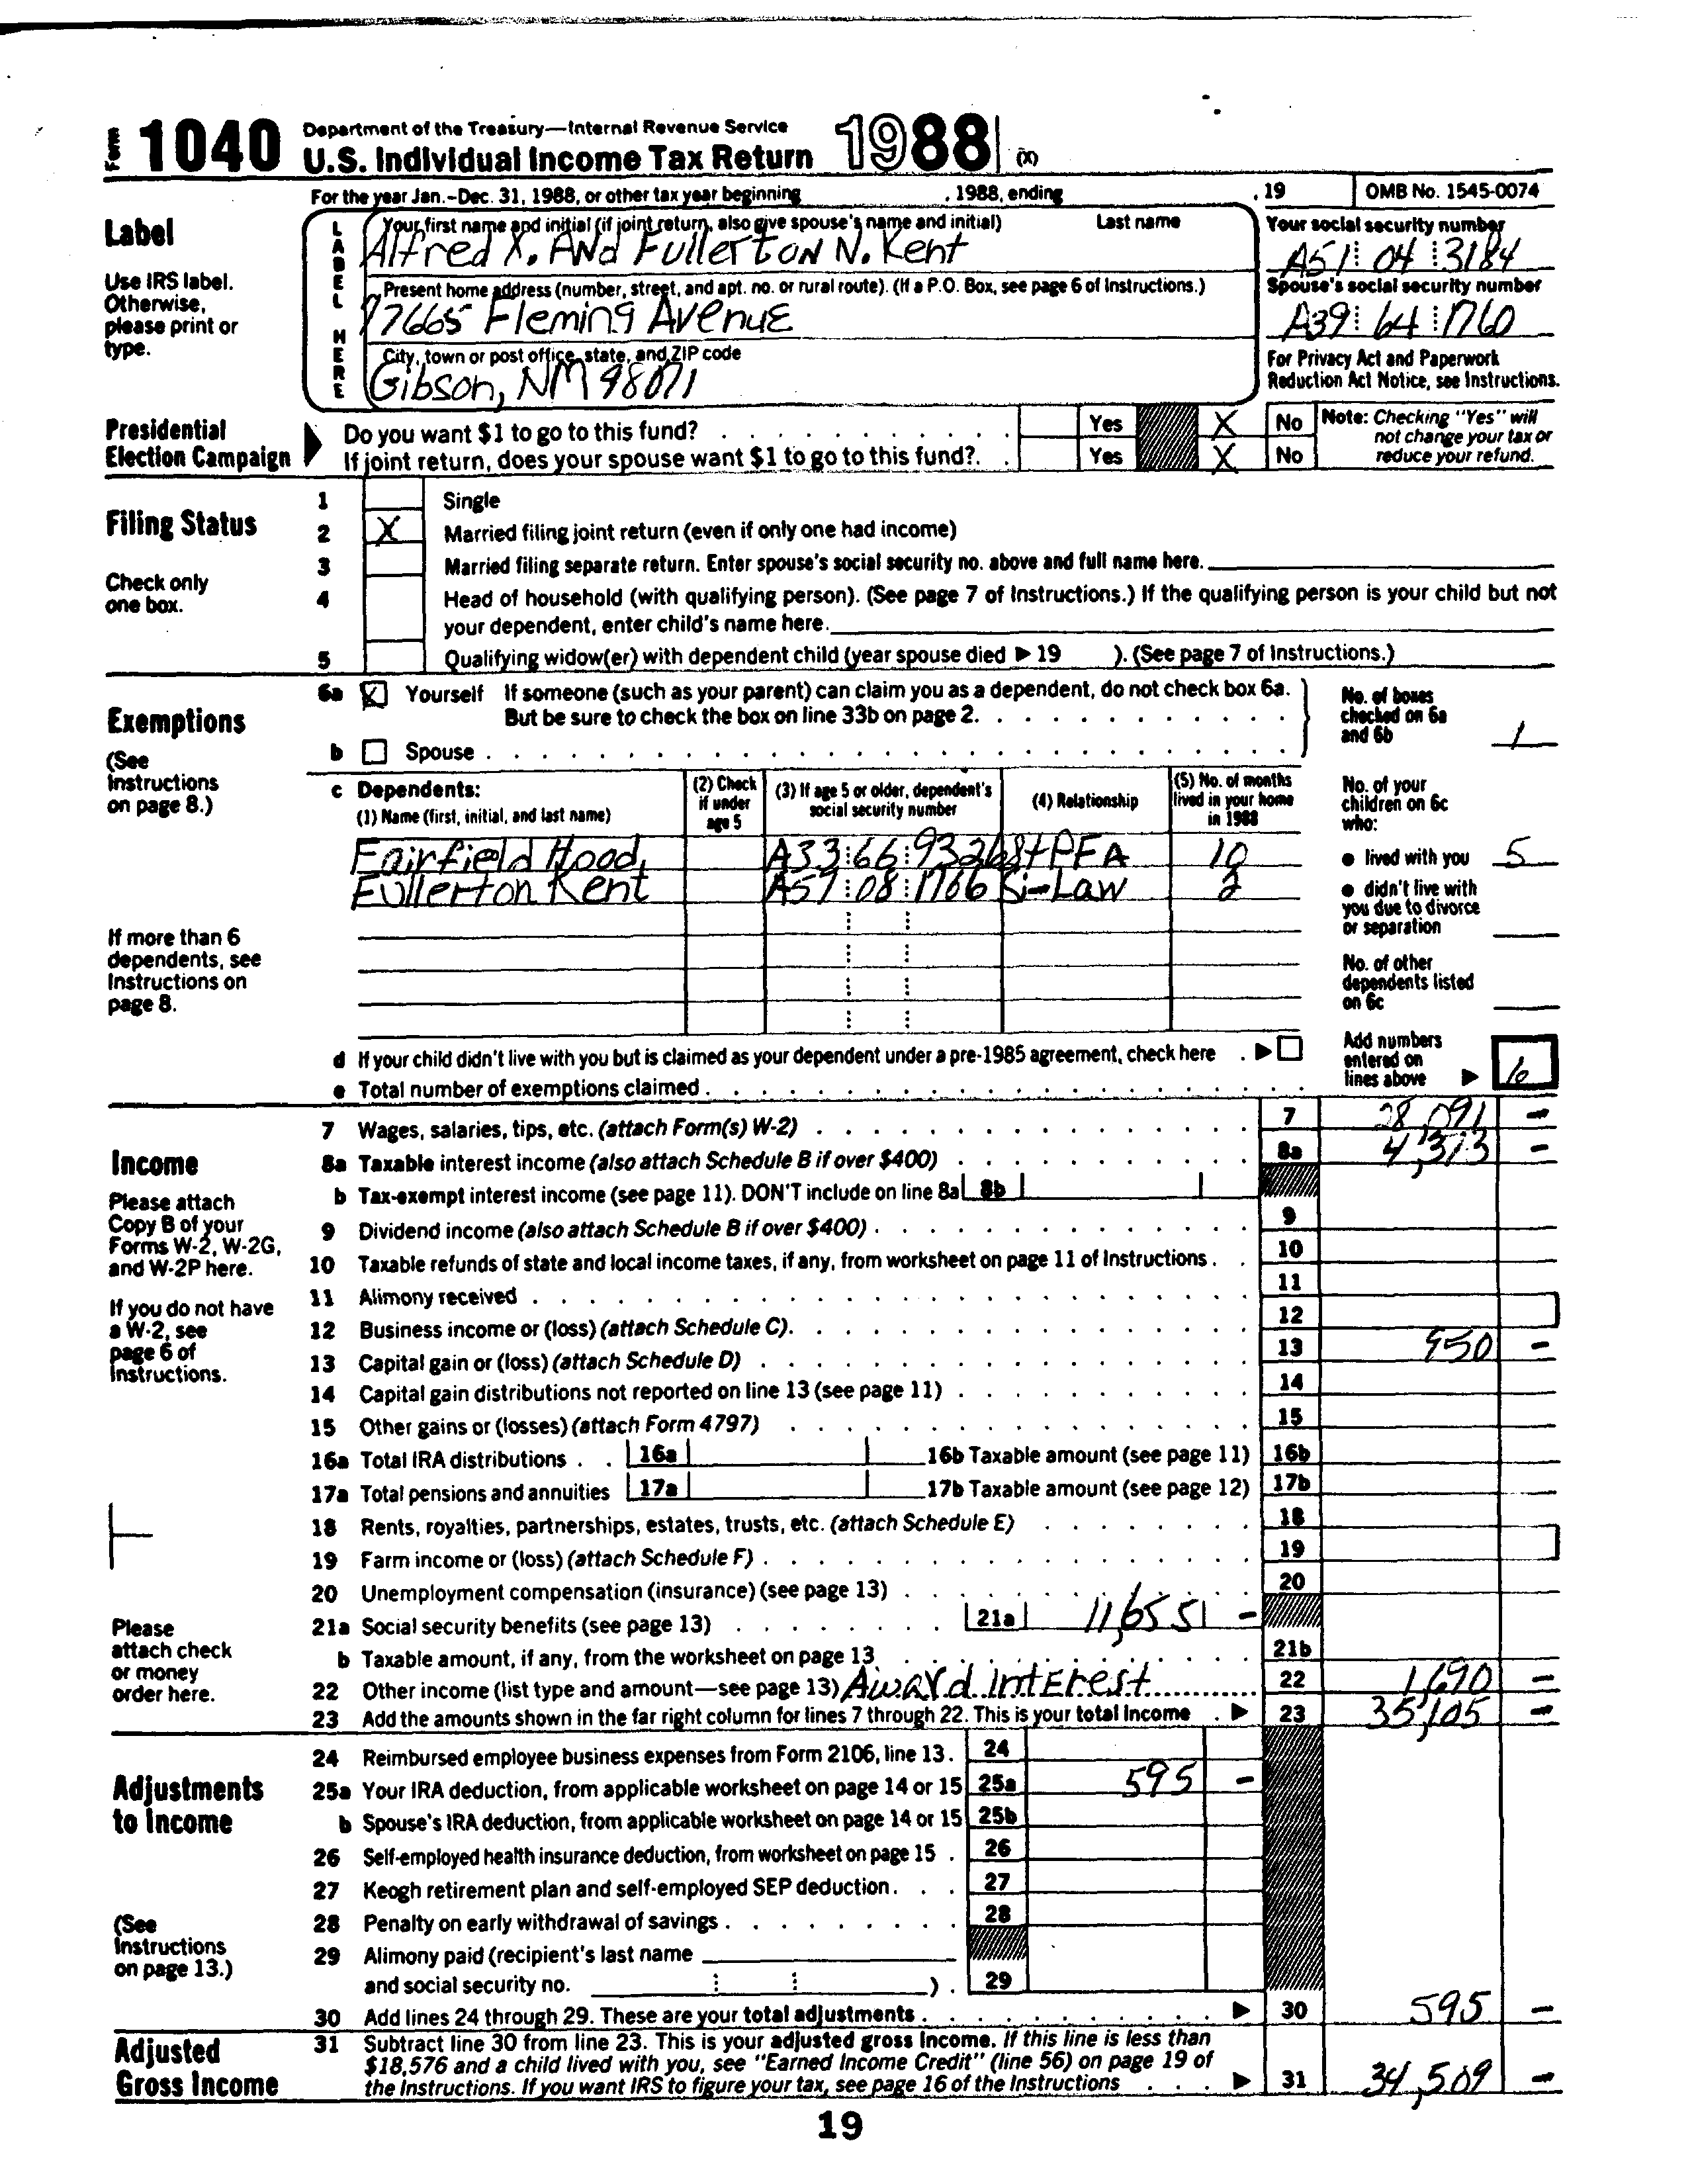 Form 1040 Department of the Treasury—Internal Revenue Service
U.S. Individual Income Tax Return 1988 (X)
For the year Jan.–Dec. 31, 1988, or other tax year beginning , 1988, ending , 19 OMB No. 1545-0074
Label
Use IRS label. Otherwise, please print or type.
LABEL HERE
Your first name and initial (if joint return, also give spouse's name and initial) Last name
Alfred X. ANd FullertoN N. Kent
Your social security number
A51 04 3184
Present home address (number, street, and apt. no. or rural route). (If a P.O. Box, see page 6 of Instructions.)
97665 Fleming AvenuE
Spouse's social security number
A39 64 1760
City, town or post office, state, and ZIP code
Gibson, NM 98071
For Privacy Act and Paperwork Reduction Act Notice, see Instructions.
Presidential Election Campaign
Do you want $1 to go to this fund? Yes X No
If joint return, does your spouse want $1 to go to this fund? Yes X No
Note: Checking "Yes" will not change your tax or reduce your refund.
Filing Status
Check only one box.
1 Single
2 X Married filing joint return (even if only one had income)
3 Married filing separate return. Enter spouse's social security no. above and full name here.
4 Head of household (with qualifying person). (See page 7 of Instructions.) If the qualifying person is your child but not
your dependent, enter child's name here.
5 Qualifying widow(er) with dependent child (year spouse died ▶ 19 ). (See page 7 of Instructions.)
Exemptions
(See Instructions on page 8.)
6a X Yourself If someone (such as your parent) can claim you as a dependent, do not check box 6a.
But be sure to check the box on line 33b on page 2.
b Spouse
No. of boxes checked on 6a and 6b 1
c Dependents:
(1) Name (first, initial, and last name) (2) Check if under age 5 (3) If age 5 or older, dependent's social security number (4) Relationship (5) No. of months lived in your home in 1988
Fairfield Hood A33 66 9326 StPFA 10
Fullerton Kent A57 08 1766 Si-Law 2
No. of your children on 6c who:
● lived with you 5
● didn't live with you due to divorce or separation
No. of other dependents listed on 6c
If more than 6 dependents, see Instructions on page 8.
d If your child didn't live with you but is claimed as your dependent under a pre-1985 agreement, check here ▶
e Total number of exemptions claimed
Add numbers entered on lines above ▶ 6
Income
Please attach Copy B of your Forms W-2, W-2G, and W-2P here.
If you do not have a W-2, see page 6 of Instructions.
Please attach check or money order here.
7 Wages, salaries, tips, etc. (attach Form(s) W-2) 7 28,091 –
8a Taxable interest income (also attach Schedule B if over $400) 8a 4,373 –
b Tax-exempt interest income (see page 11). DON'T include on line 8a 8b
9 Dividend income (also attach Schedule B if over $400) 9
10 Taxable refunds of state and local income taxes, if any, from worksheet on page 11 of Instructions 10
11 Alimony received 11
12 Business income or (loss) (attach Schedule C) 12
13 Capital gain or (loss) (attach Schedule D) 13 950 –
14 Capital gain distributions not reported on line 13 (see page 11) 14
15 Other gains or (losses) (attach Form 4797) 15
16a Total IRA distributions 16a 16b Taxable amount (see page 11) 16b
17a Total pensions and annuities 17a 17b Taxable amount (see page 12) 17b
18 Rents, royalties, partnerships, estates, trusts, etc. (attach Schedule E) 18
19 Farm income or (loss) (attach Schedule F) 19
20 Unemployment compensation (insurance) (see page 13) 20
21a Social security benefits (see page 13) 21a 11,655 –
b Taxable amount, if any, from the worksheet on page 13 21b
22 Other income (list type and amount—see page 13) Award IntErest 22 1,690 –
23 Add the amounts shown in the far right column for lines 7 through 22. This is your total income ▶ 23 35,105 –
Adjustments to Income
(See Instructions on page 13.)
24 Reimbursed employee business expenses from Form 2106, line 13. 24
25a Your IRA deduction, from applicable worksheet on page 14 or 15 25a 595 –
b Spouse's IRA deduction, from applicable worksheet on page 14 or 15 25b
26 Self-employed health insurance deduction, from worksheet on page 15 26
27 Keogh retirement plan and self-employed SEP deduction 27
28 Penalty on early withdrawal of savings 28
29 Alimony paid (recipient's last name
and social security no. ) 29
30 Add lines 24 through 29. These are your total adjustments ▶ 30 595 –
Adjusted Gross Income
31 Subtract line 30 from line 23. This is your adjusted gross income. If this line is less than
$18,576 and a child lived with you, see "Earned Income Credit" (line 56) on page 19 of
the Instructions. If you want IRS to figure your tax, see page 16 of the Instructions ▶ 31 34,509 –
19